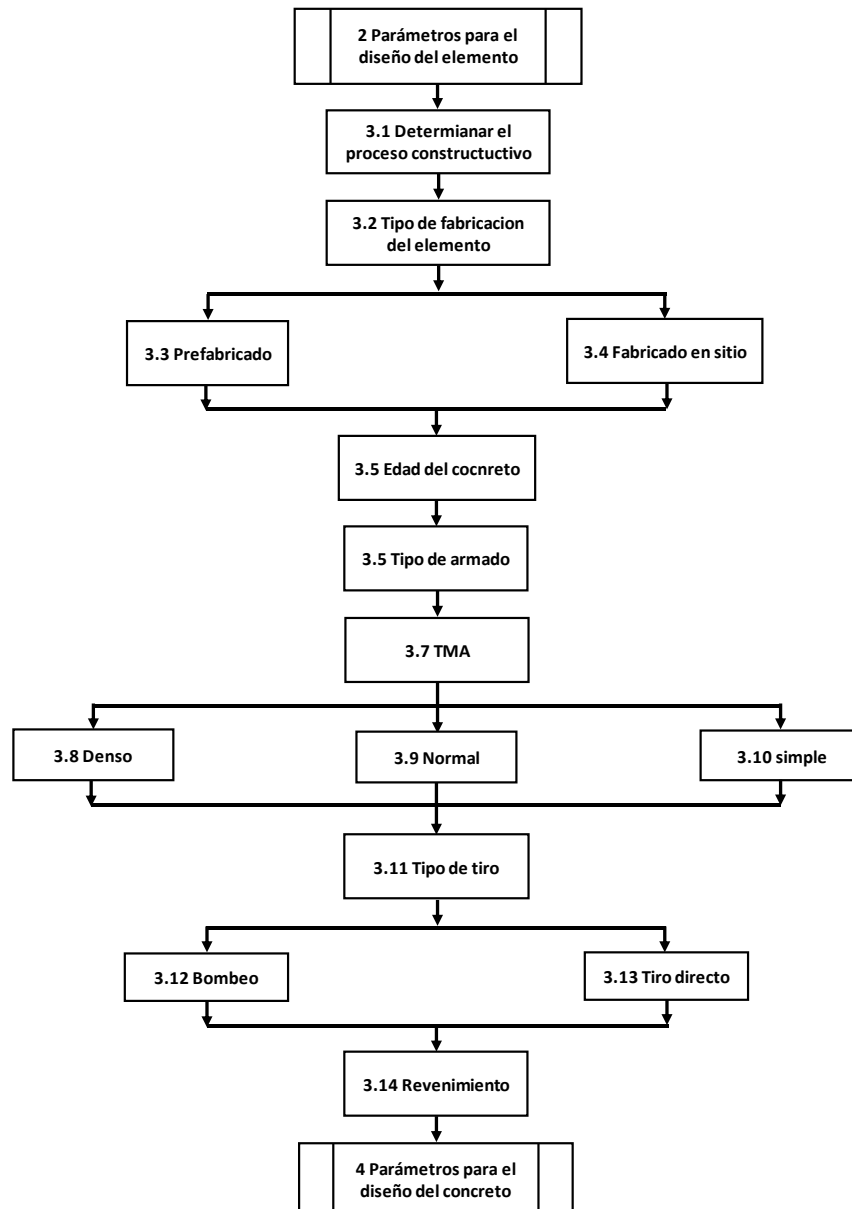 2 Parámetros para el
diseño del elemento
3.1 Determianar el
proceso constructuctivo
3.2 Tipo de fabricacion
del elemento
3.3 Prefabricado
3.4 Fabricado en sitio
3.5 Edad del cocnreto
3.5 Tipo de armado
3.7 TMA
3.8 Denso
3.9 Normal
3.10 simple
3.11 Tipo de tiro
3.12 Bombeo
3.13 Tiro directo
3.14 Revenimiento
4 Parámetros para el
diseño del concreto